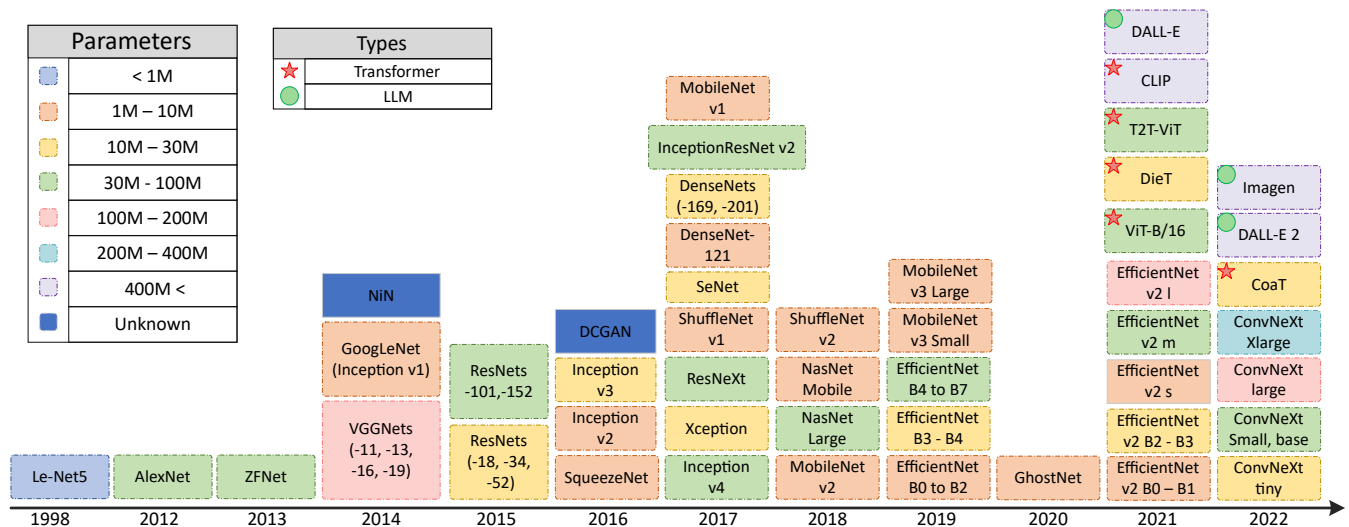 Parameters
< 1M
1M – 10M
10M – 30M
30M - 100M
100M – 200M
200M – 400M
400M <
Unknown
Types
Transformer
LLM
Le-Net5
AlexNet
ZFNet
NiN
GoogLeNet
(Inception v1)
VGGNets
(-11, -13,
-16, -19)
ResNets
-101,-152
ResNets
(-18, -34,
-52)
DCGAN
Inception
v3
Inception
v2
SqueezeNet
MobileNet
v1
InceptionResNet v2
DenseNets
(-169, -201)
DenseNet-
121
SeNet
ShuffleNet
v1
ResNeXt
Xception
Inception
v4
ShuffleNet
v2
NasNet
Mobile
NasNet
Large
MobileNet
v2
MobileNet
v3 Large
MobileNet
v3 Small
EfficientNet
B4 to B7
EfficientNet
B3 - B4
EfficientNet
B0 to B2
GhostNet
DALL-E
CLIP
T2T-ViT
DieT
ViT-B/16
EfficientNet
v2 l
EfficientNet
v2 m
EfficientNet
v2 s
EfficientNet
v2 B2 - B3
EfficientNet
v2 B0 – B1
Imagen
DALL-E 2
CoaT
ConvNeXt
Xlarge
ConvNeXt
large
ConvNeXt
Small, base
ConvNeXt
tiny
1998
2012
2013
2014
2015
2016
2017
2018
2019
2020
2021
2022